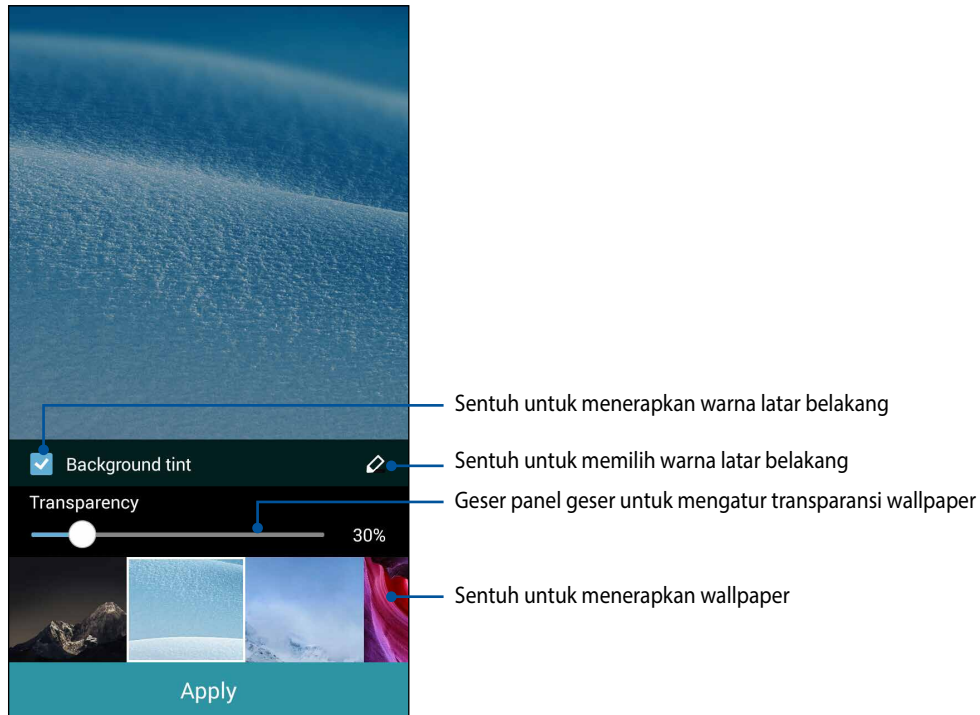 Sentuh untuk menerapkan warna latar belakang
Background tint
Sentuh untuk memilih warna latar belakang
Transparency
Geser panel geser untuk mengatur transparansi wallpaper
30%
Sentuh untuk menerapkan wallpaper
Apply